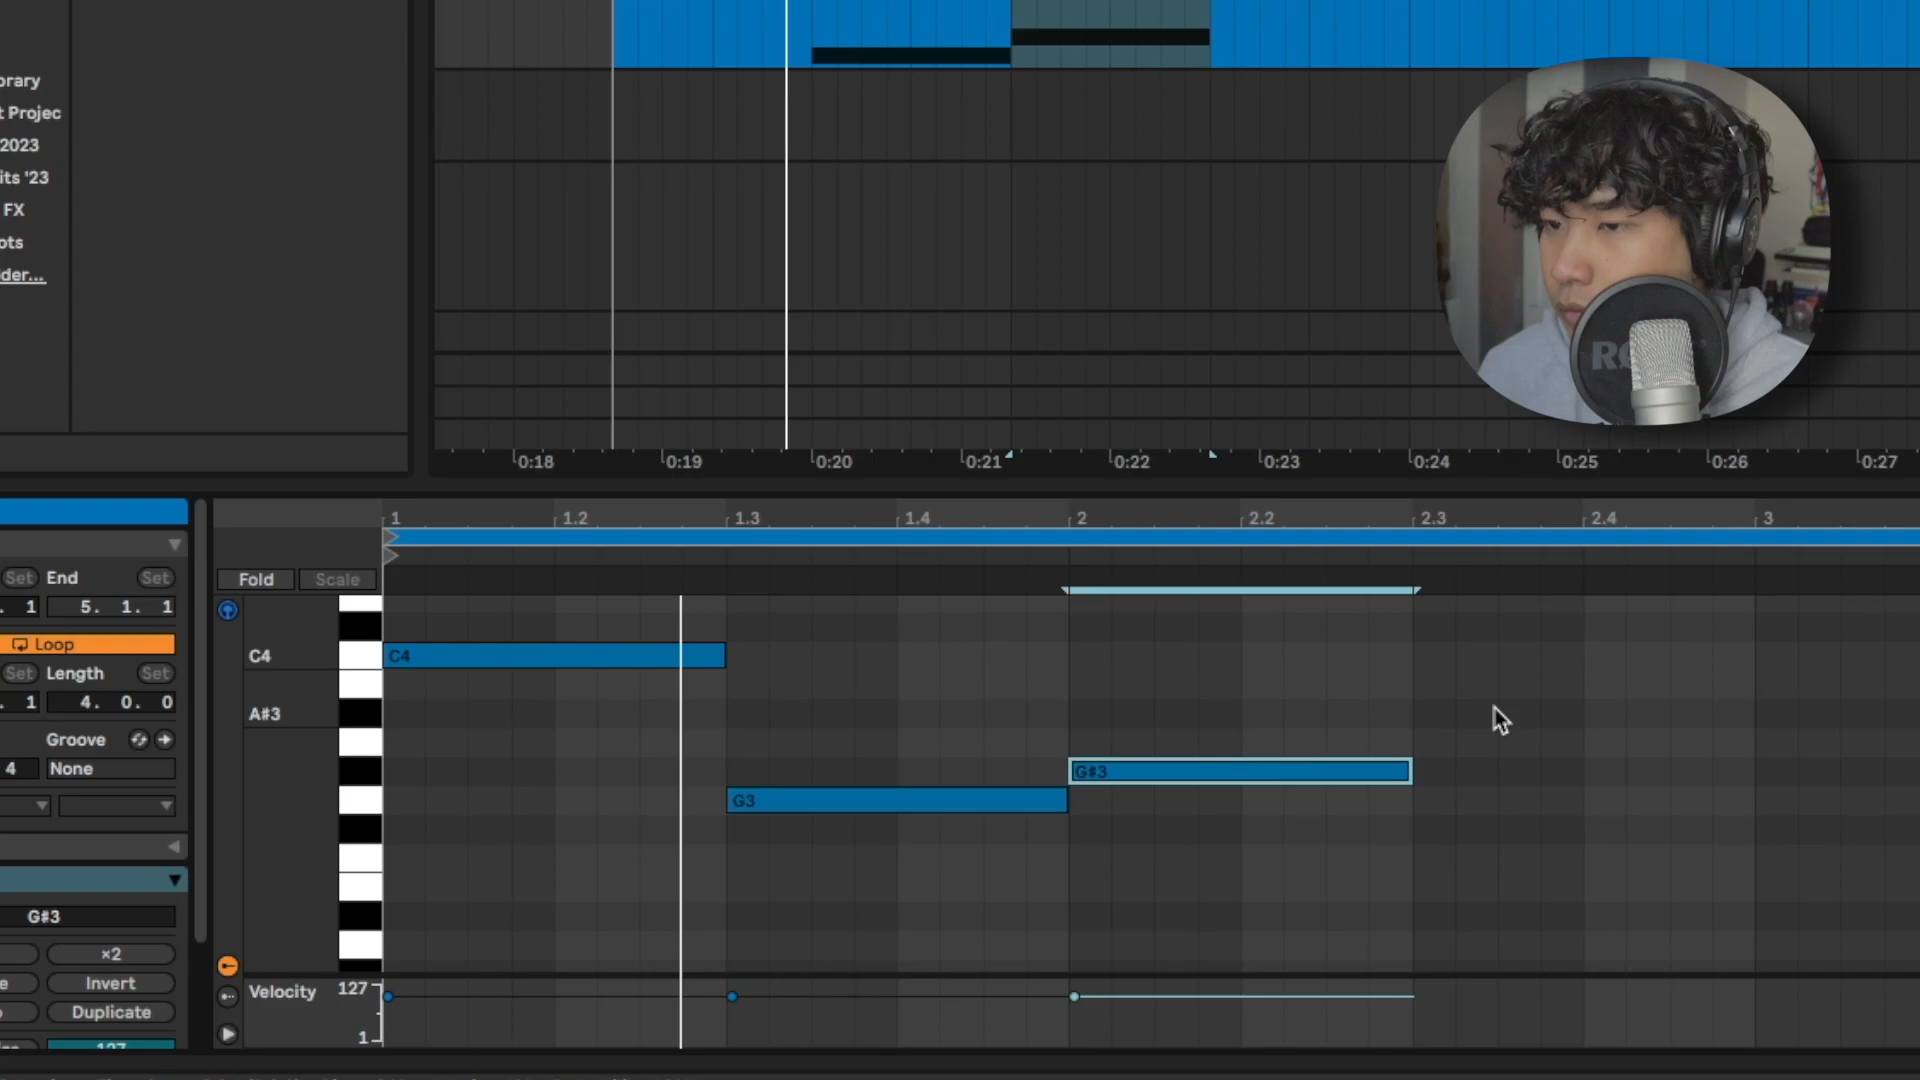 brary
t Projec
2023
its '23
FX
ots
der...
0:18 0:19 0:20 0:21 0:22 0:23 0:24 0:25 0:26 0:27
1 1.2 1.3 1.4 2 2.2 2.3 2.4 3
Set End Set
. 1 5. 1. 1
Loop
Set Length Set
. 1 4. 0. 0
Groove
4 None
G#3
×2
e Invert
Duplicate
127
Fold Scale
C4 C4
A#3
G#3
G3
Velocity 127
1